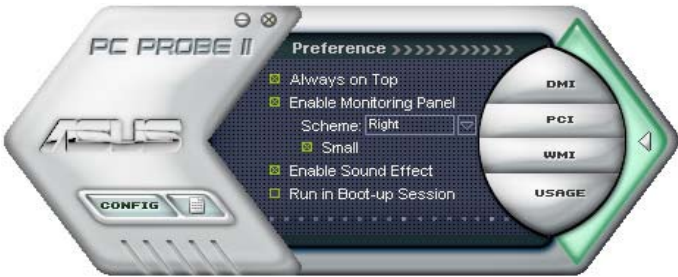 PC PROBE II
ASUS
CONFIG
Preference >>>>>>>>>>>
Always on Top
Enable Monitoring Panel
Scheme: Right
Small
Enable Sound Effect
Run in Boot-up Session
DMI
PCI
WMI
USAGE